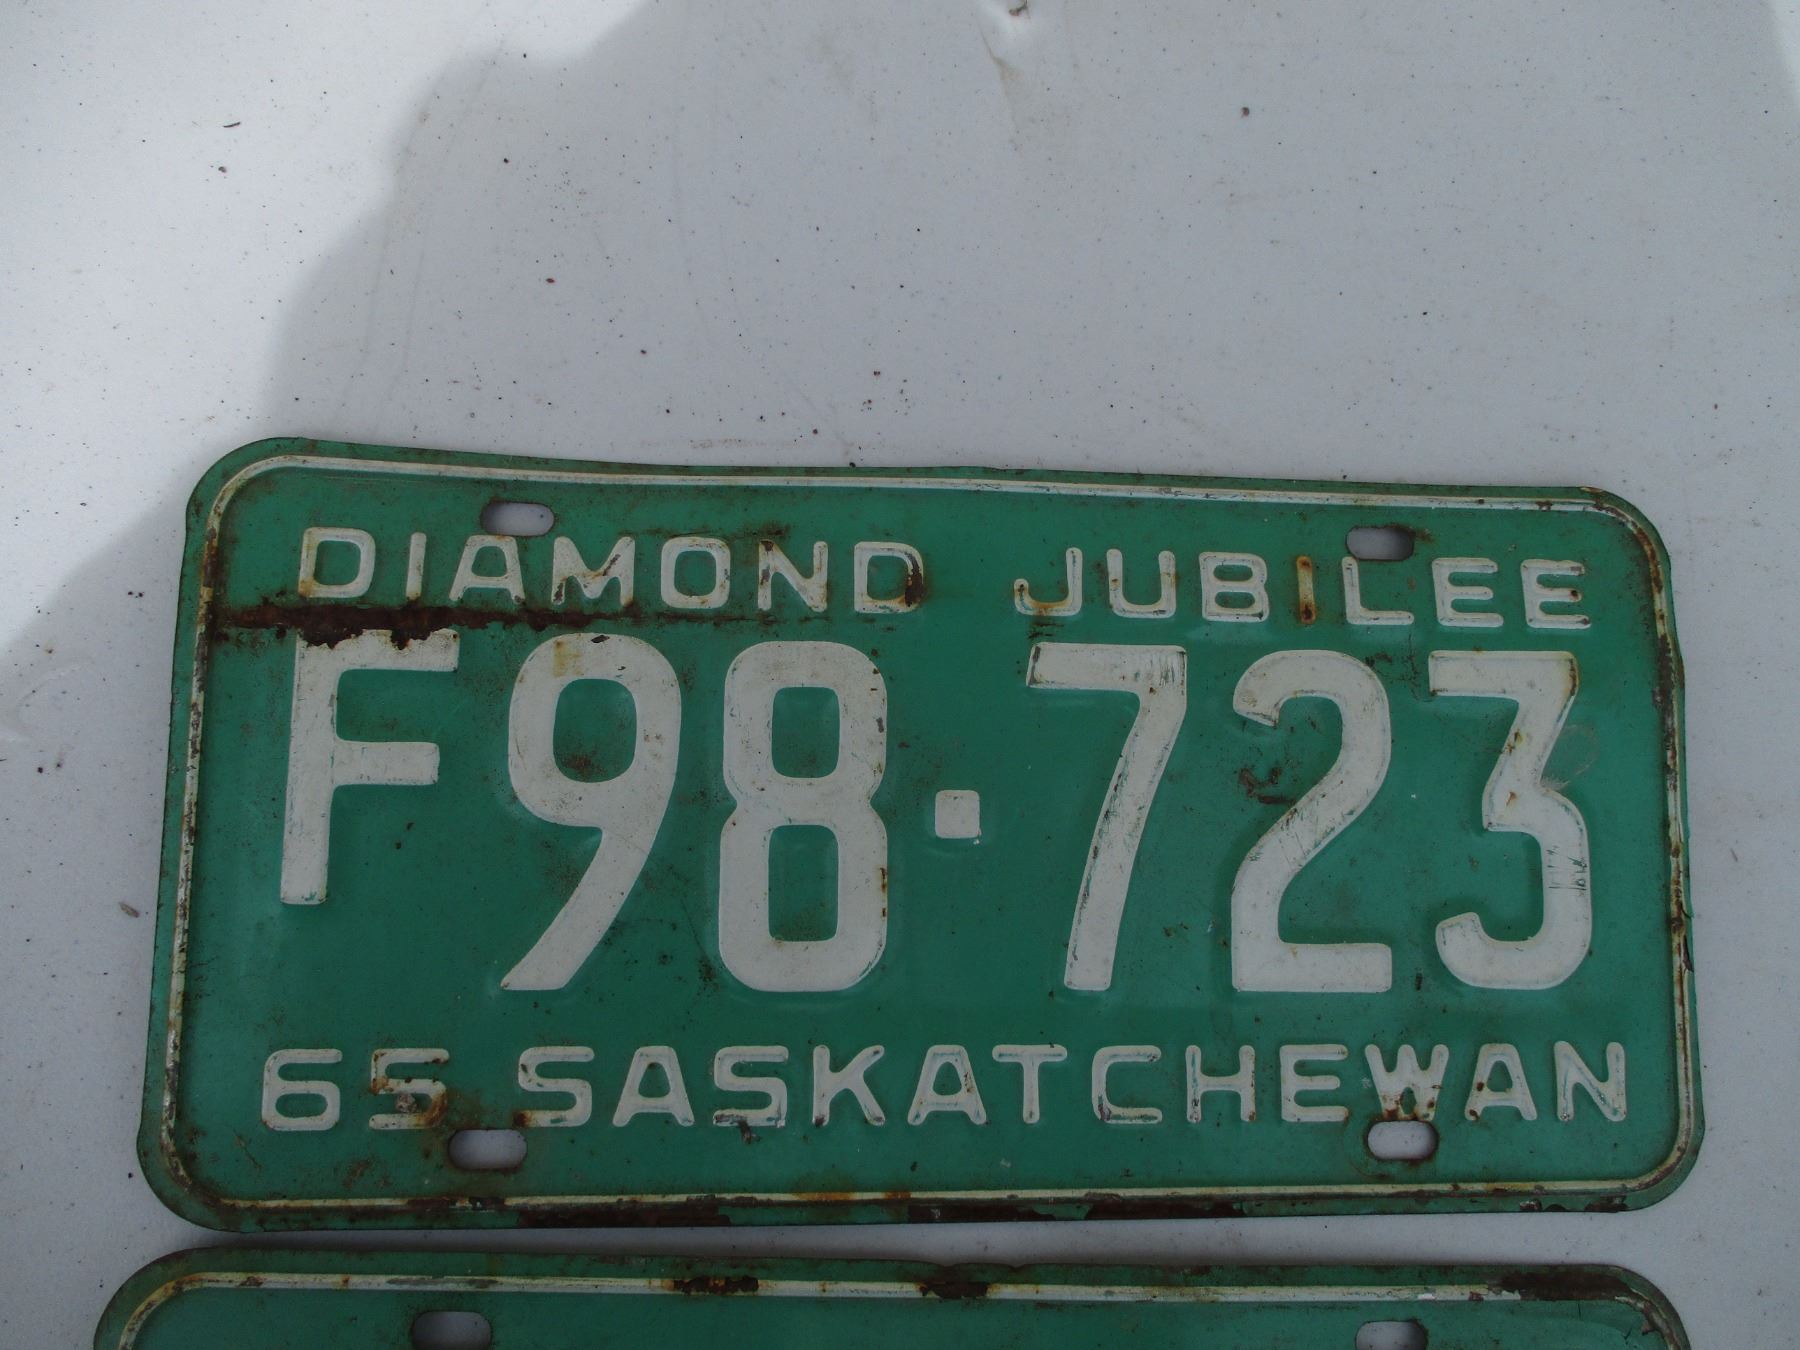 DIAMOND JUBILEE
F98·723
65 SASKATCHEWAN